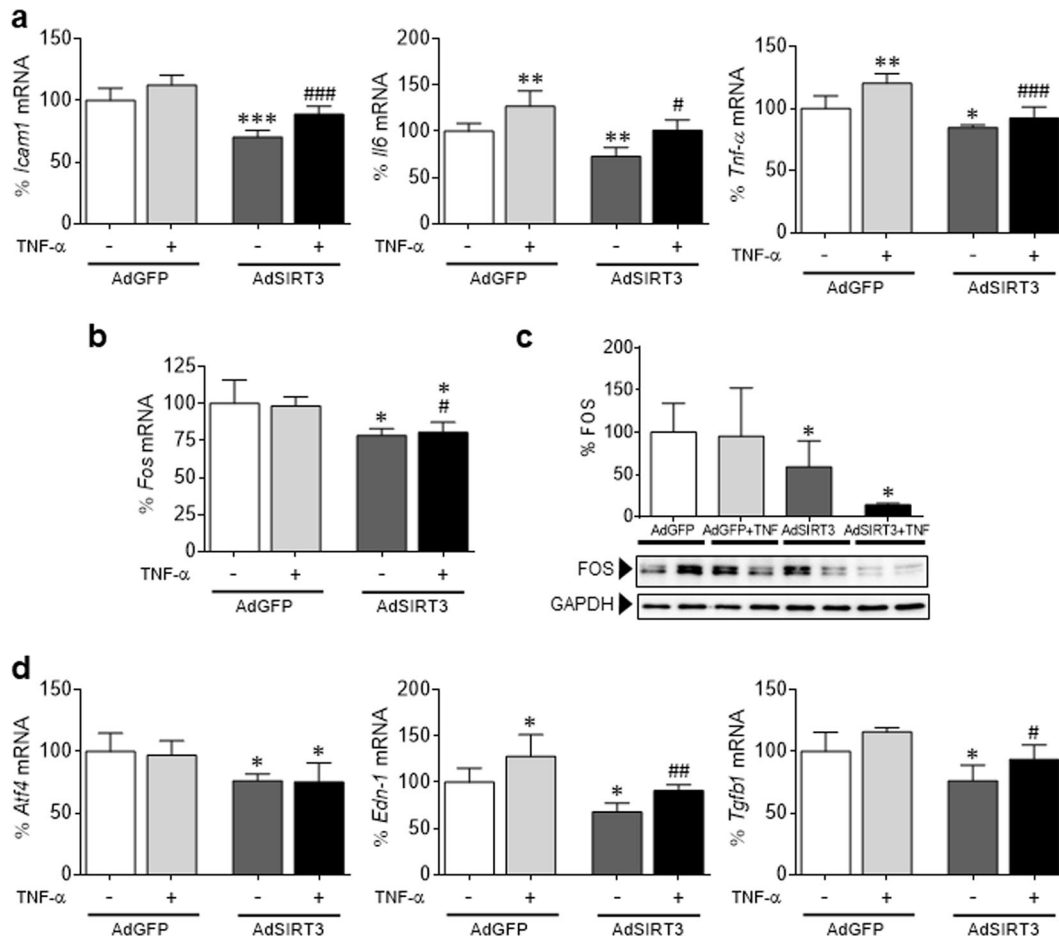 a
% Icam1 mRNA
150
100
50
0
***
###
TNF-α - + - +
AdGFP AdSIRT3
% Il6 mRNA
200
150
100
50
0
**
**
#
- + - +
AdGFP AdSIRT3
% Tnf-α mRNA
150
100
50
0
**
*
###
TNF-α - + - +
AdGFP AdSIRT3
b
% Fos mRNA
125
100
75
50
25
0
*
*
#
TNF-α - + - +
AdGFP AdSIRT3
c
% FOS
200
150
100
50
0
*
*
AdGFP AdGFP+TNF AdSIRT3 AdSIRT3+TNF
FOS
GAPDH
d
% Atf4 mRNA
150
100
50
0
*
*
TNF-α - + - +
AdGFP AdSIRT3
% Edn-1 mRNA
200
150
100
50
0
*
*
##
- + - +
AdGFP AdSIRT3
% Tgfb1 mRNA
150
100
50
0
*
#
TNF-α - + - +
AdGFP AdSIRT3